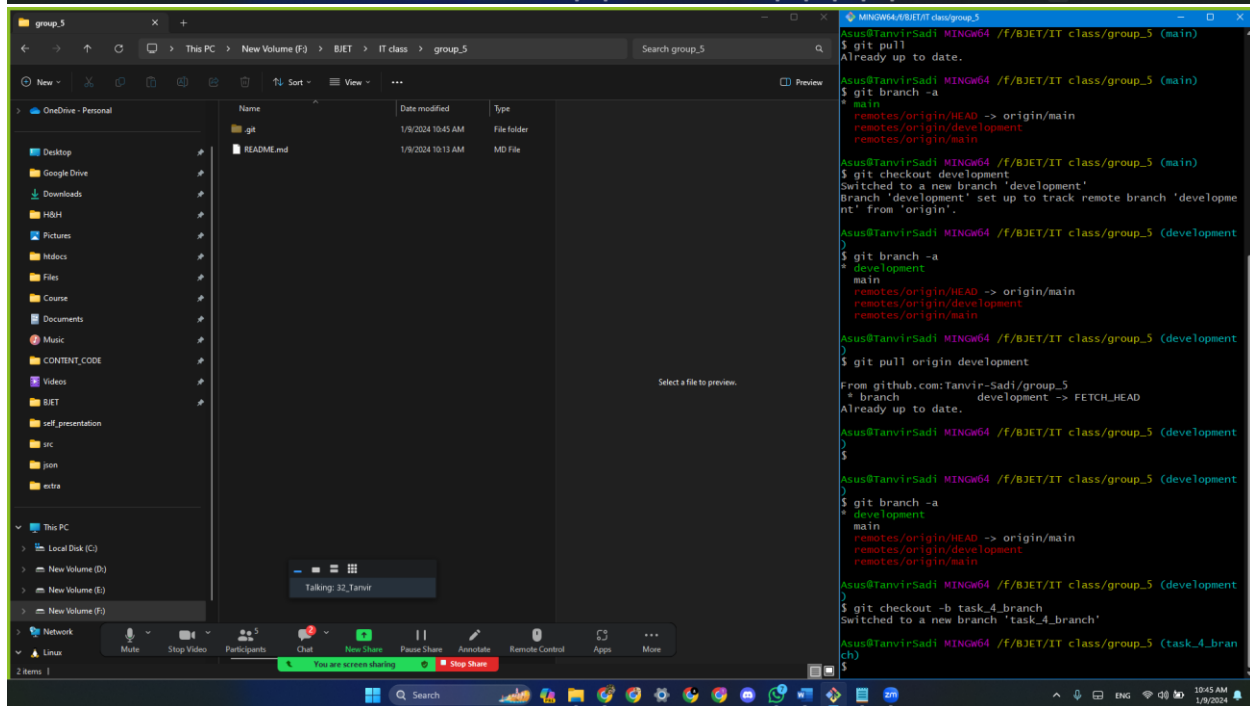 group_5
MINGW64:/f/BJET/IT class/group_5
This PC > New Volume (F:) > BJET > IT class > group_5
Search group_5
New
Sort
View
Preview
OneDrive - Personal
Desktop
Google Drive
Downloads
H&H
Pictures
htdocs
Files
Course
Documents
Music
CONTENT_CODE
Videos
BJET
self_presentation
src
json
extra
This PC
Local Disk (C:)
New Volume (D:)
New Volume (E:)
New Volume (F:)
Network
Linux
2 items
Name Date modified Type
.git 1/9/2024 10:45 AM File folder
README.md 1/9/2024 10:13 AM MD File
Select a file to preview.
Talking: 32_Tanvir
5
2
Mute Stop Video Participants Chat New Share Pause Share Annotate Remote Control Apps More
You are screen sharing Stop Share
Asus@TanvirSadi MINGW64 /f/BJET/IT class/group_5 (main)
$ git pull
Already up to date.
Asus@TanvirSadi MINGW64 /f/BJET/IT class/group_5 (main)
$ git branch -a
* main
remotes/origin/HEAD -> origin/main
remotes/origin/development
remotes/origin/main
Asus@TanvirSadi MINGW64 /f/BJET/IT class/group_5 (main)
$ git checkout development
Switched to a new branch 'development'
Branch 'development' set up to track remote branch 'developme
nt' from 'origin'.
Asus@TanvirSadi MINGW64 /f/BJET/IT class/group_5 (development
)
$ git branch -a
* development
main
remotes/origin/HEAD -> origin/main
remotes/origin/development
remotes/origin/main
Asus@TanvirSadi MINGW64 /f/BJET/IT class/group_5 (development
)
$ git pull origin development
From github.com:Tanvir-Sadi/group_5
* branch development -> FETCH_HEAD
Already up to date.
Asus@TanvirSadi MINGW64 /f/BJET/IT class/group_5 (development
)
$
Asus@TanvirSadi MINGW64 /f/BJET/IT class/group_5 (development
)
$ git branch -a
* development
main
remotes/origin/HEAD -> origin/main
remotes/origin/development
remotes/origin/main
Asus@TanvirSadi MINGW64 /f/BJET/IT class/group_5 (development
)
$ git checkout -b task_4_branch
Switched to a new branch 'task_4_branch'
Asus@TanvirSadi MINGW64 /f/BJET/IT class/group_5 (task_4_bran
ch)
$
Search
ENG
10:45 AM
1/9/2024